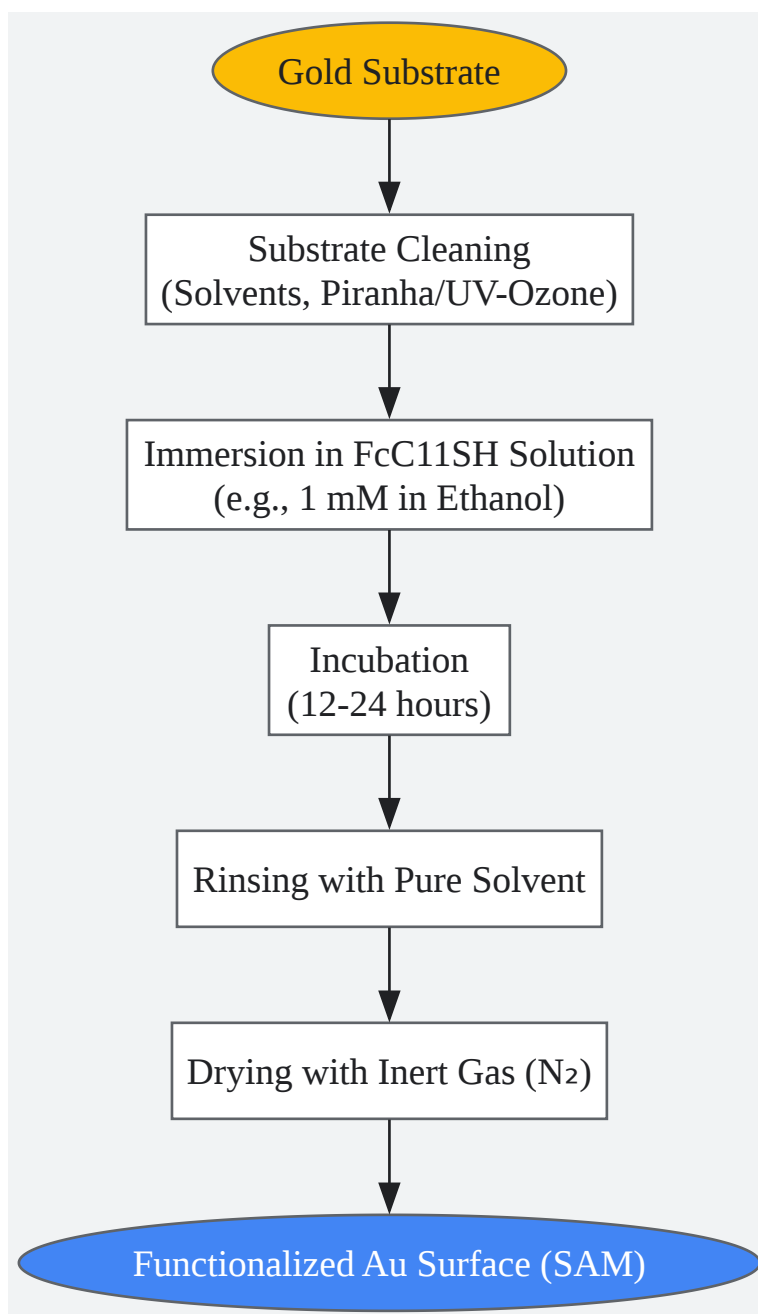 Gold Substrate
Substrate Cleaning
(Solvents, Piranha/UV-Ozone)
Immersion in FcC11SH Solution
(e.g., 1 mM in Ethanol)
Incubation
(12-24 hours)
Rinsing with Pure Solvent
Drying with Inert Gas (N₂)
Functionalized Au Surface (SAM)